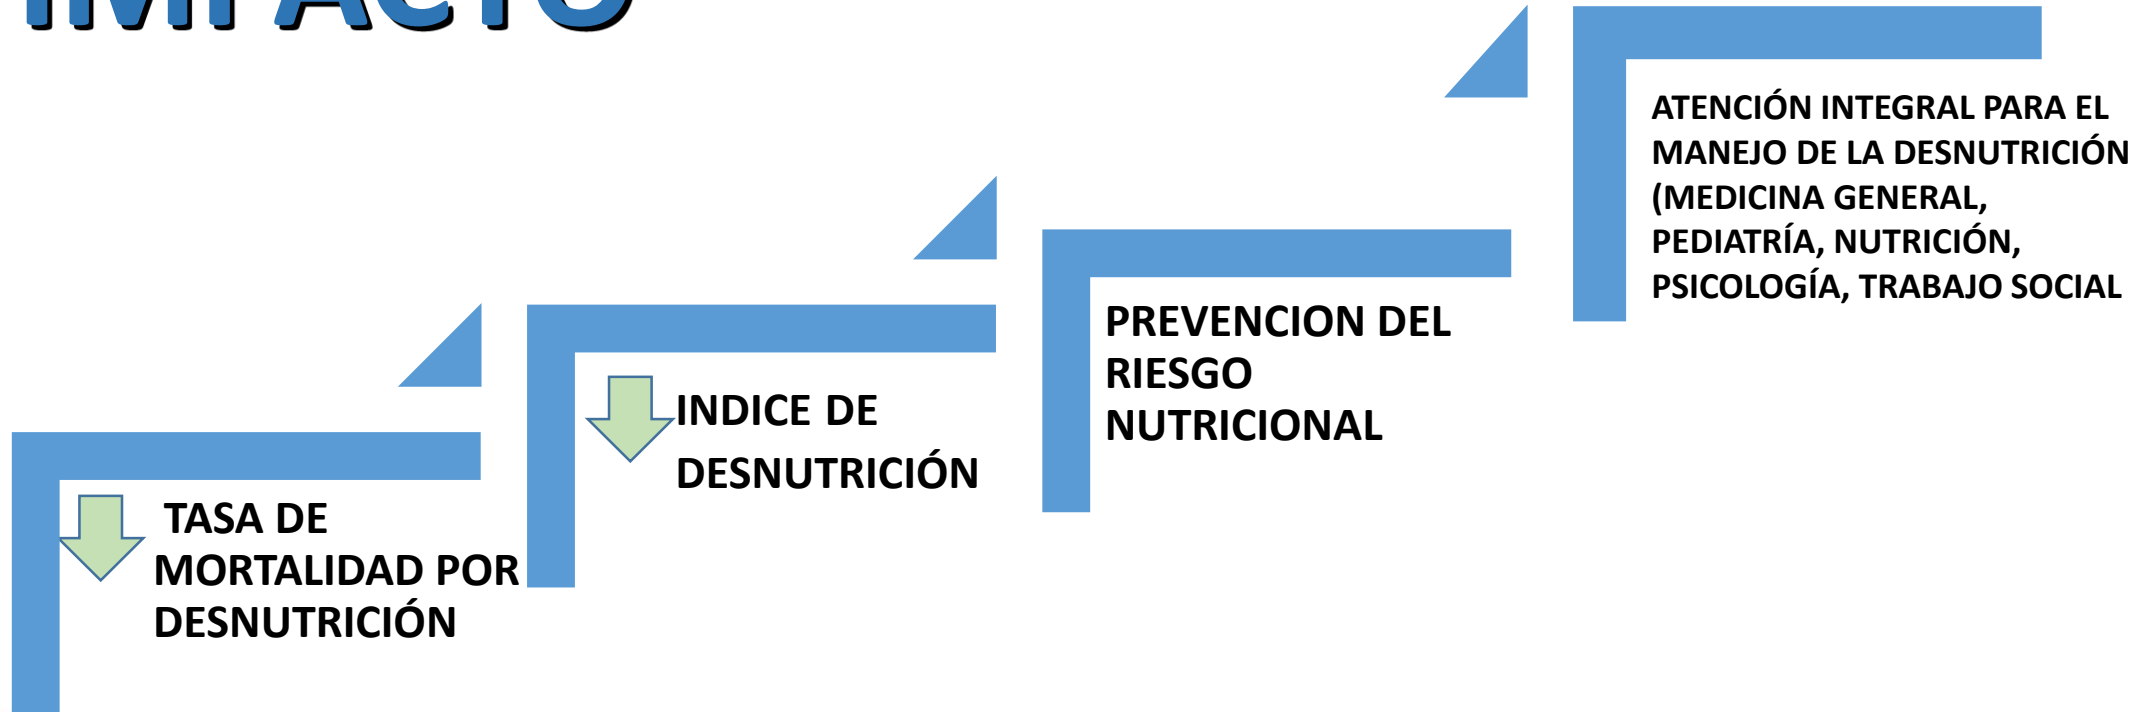 IMPACTO
TASA DE
MORTALIDAD POR
DESNUTRICIÓN
INDICE DE
DESNUTRICIÓN
PREVENCION DEL
RIESGO
NUTRICIONAL
ATENCIÓN INTEGRAL PARA EL
MANEJO DE LA DESNUTRICIÓN
(MEDICINA GENERAL,
PEDIATRÍA, NUTRICIÓN,
PSICOLOGÍA, TRABAJO SOCIAL